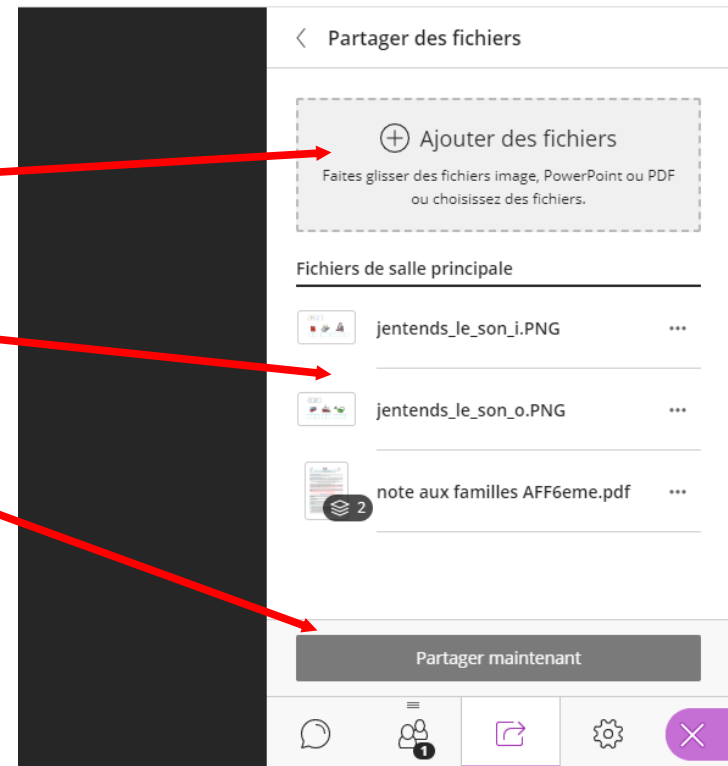 Partager des fichiers
Ajouter des fichiers
Faites glisser des fichiers image, PowerPoint ou PDF
ou choisissez des fichiers.
Fichiers de salle principale
jentends_le_son_i.PNG
jentends_le_son_o.PNG
note aux familles AFF6eme.pdf
2
Partager maintenant
1